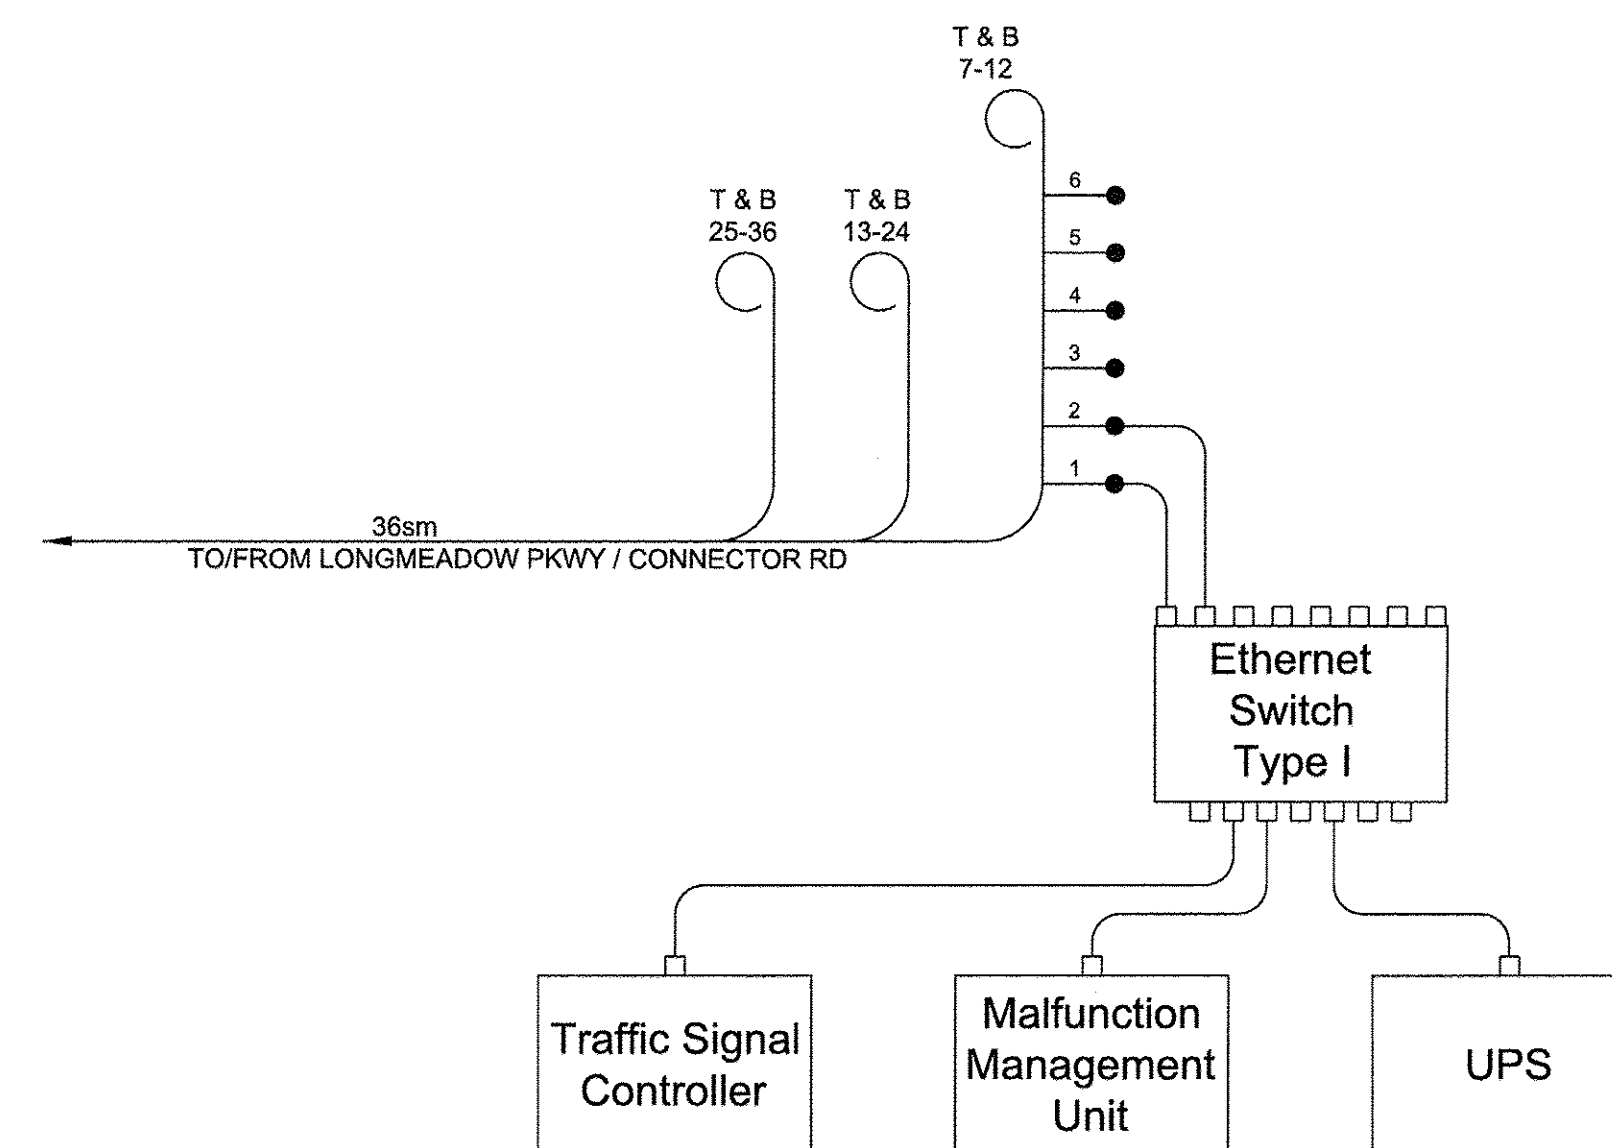 T & B
7-12
6
T & B
25-36
T & B
13-24
5
4
3
2
1
36sm
TO/FROM LONGMEADOW PKWY / CONNECTOR RD
Ethernet
Switch
Type I
Traffic Signal
Controller
Malfunction
Management
Unit
UPS